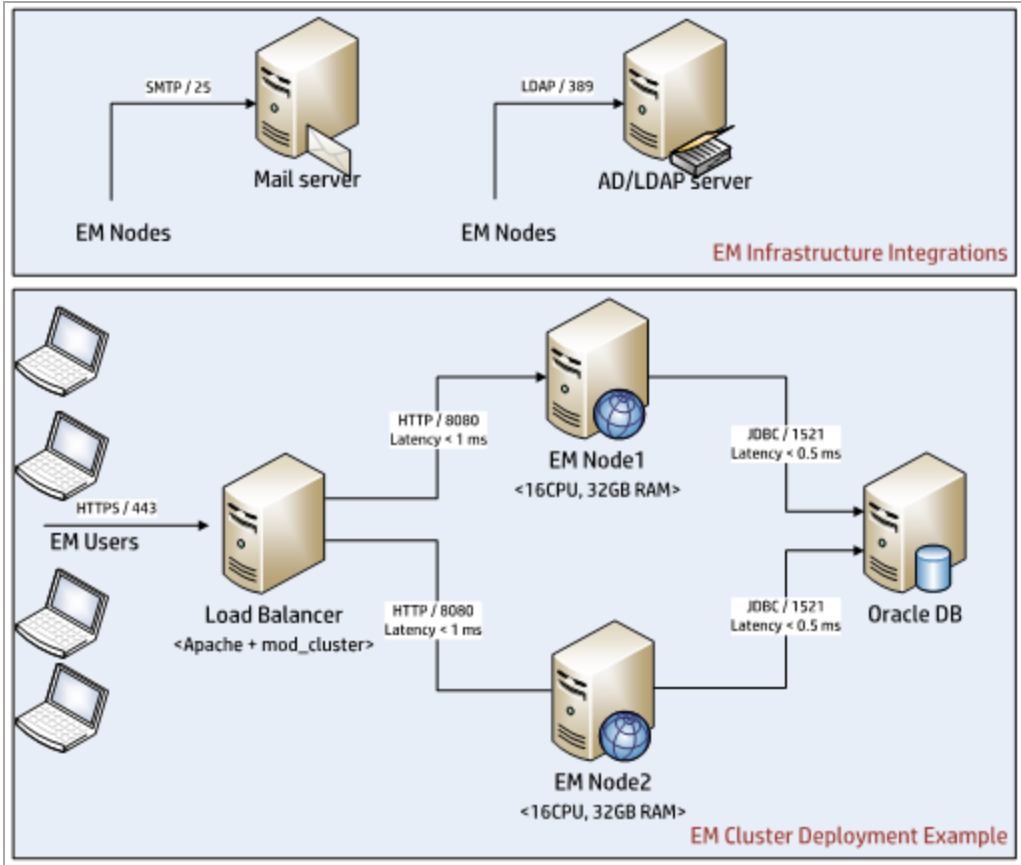 SMTP / 25
Mail server
EM Nodes
LDAP / 389
AD/LDAP server
EM Nodes
EM Infrastructure Integrations
HTTPS / 443
EM Users
Load Balancer
<Apache + mod_cluster>
HTTP / 8080
Latency < 1 ms
EM Node1
<16CPU, 32GB RAM>
JDBC / 1521
Latency < 0.5 ms
HTTP / 8080
Latency < 1 ms
EM Node2
<16CPU, 32GB RAM>
JDBC / 1521
Latency < 0.5 ms
Oracle DB
EM Cluster Deployment Example